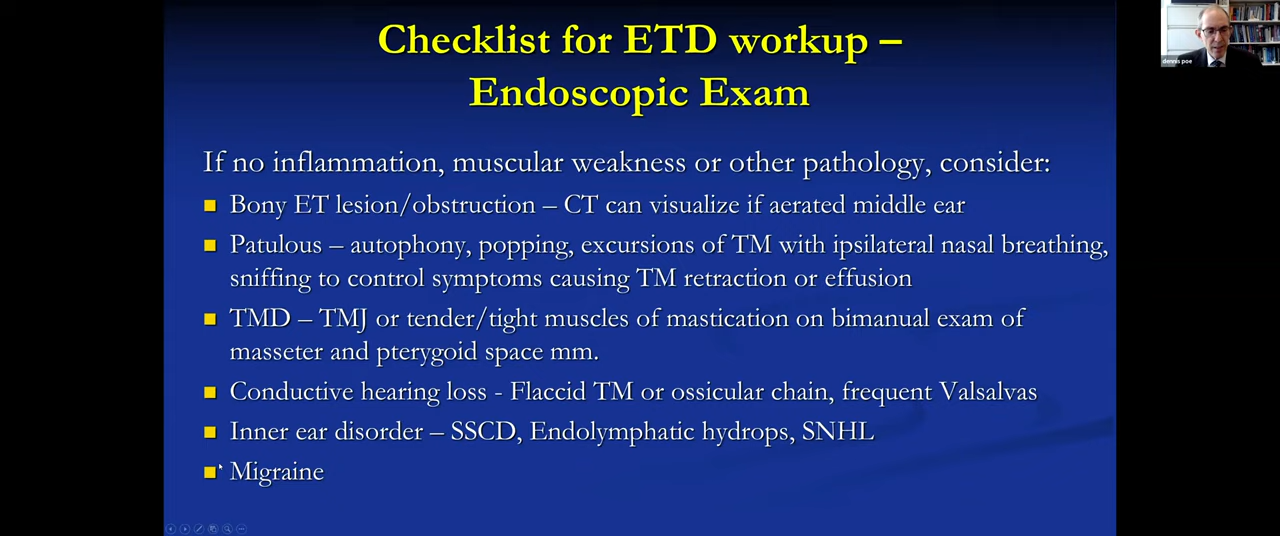 Checklist for ETD workup –
Endoscopic Exam
dennis poe
If no inflammation, muscular weakness or other pathology, consider:
Bony ET lesion/obstruction – CT can visualize if aerated middle ear
Patulous – autophony, popping, excursions of TM with ipsilateral nasal breathing,
sniffing to control symptoms causing TM retraction or effusion
TMD – TMJ or tender/tight muscles of mastication on bimanual exam of
masseter and pterygoid space mm.
Conductive hearing loss - Flaccid TM or ossicular chain, frequent Valsalvas
Inner ear disorder – SSCD, Endolymphatic hydrops, SNHL
Migraine